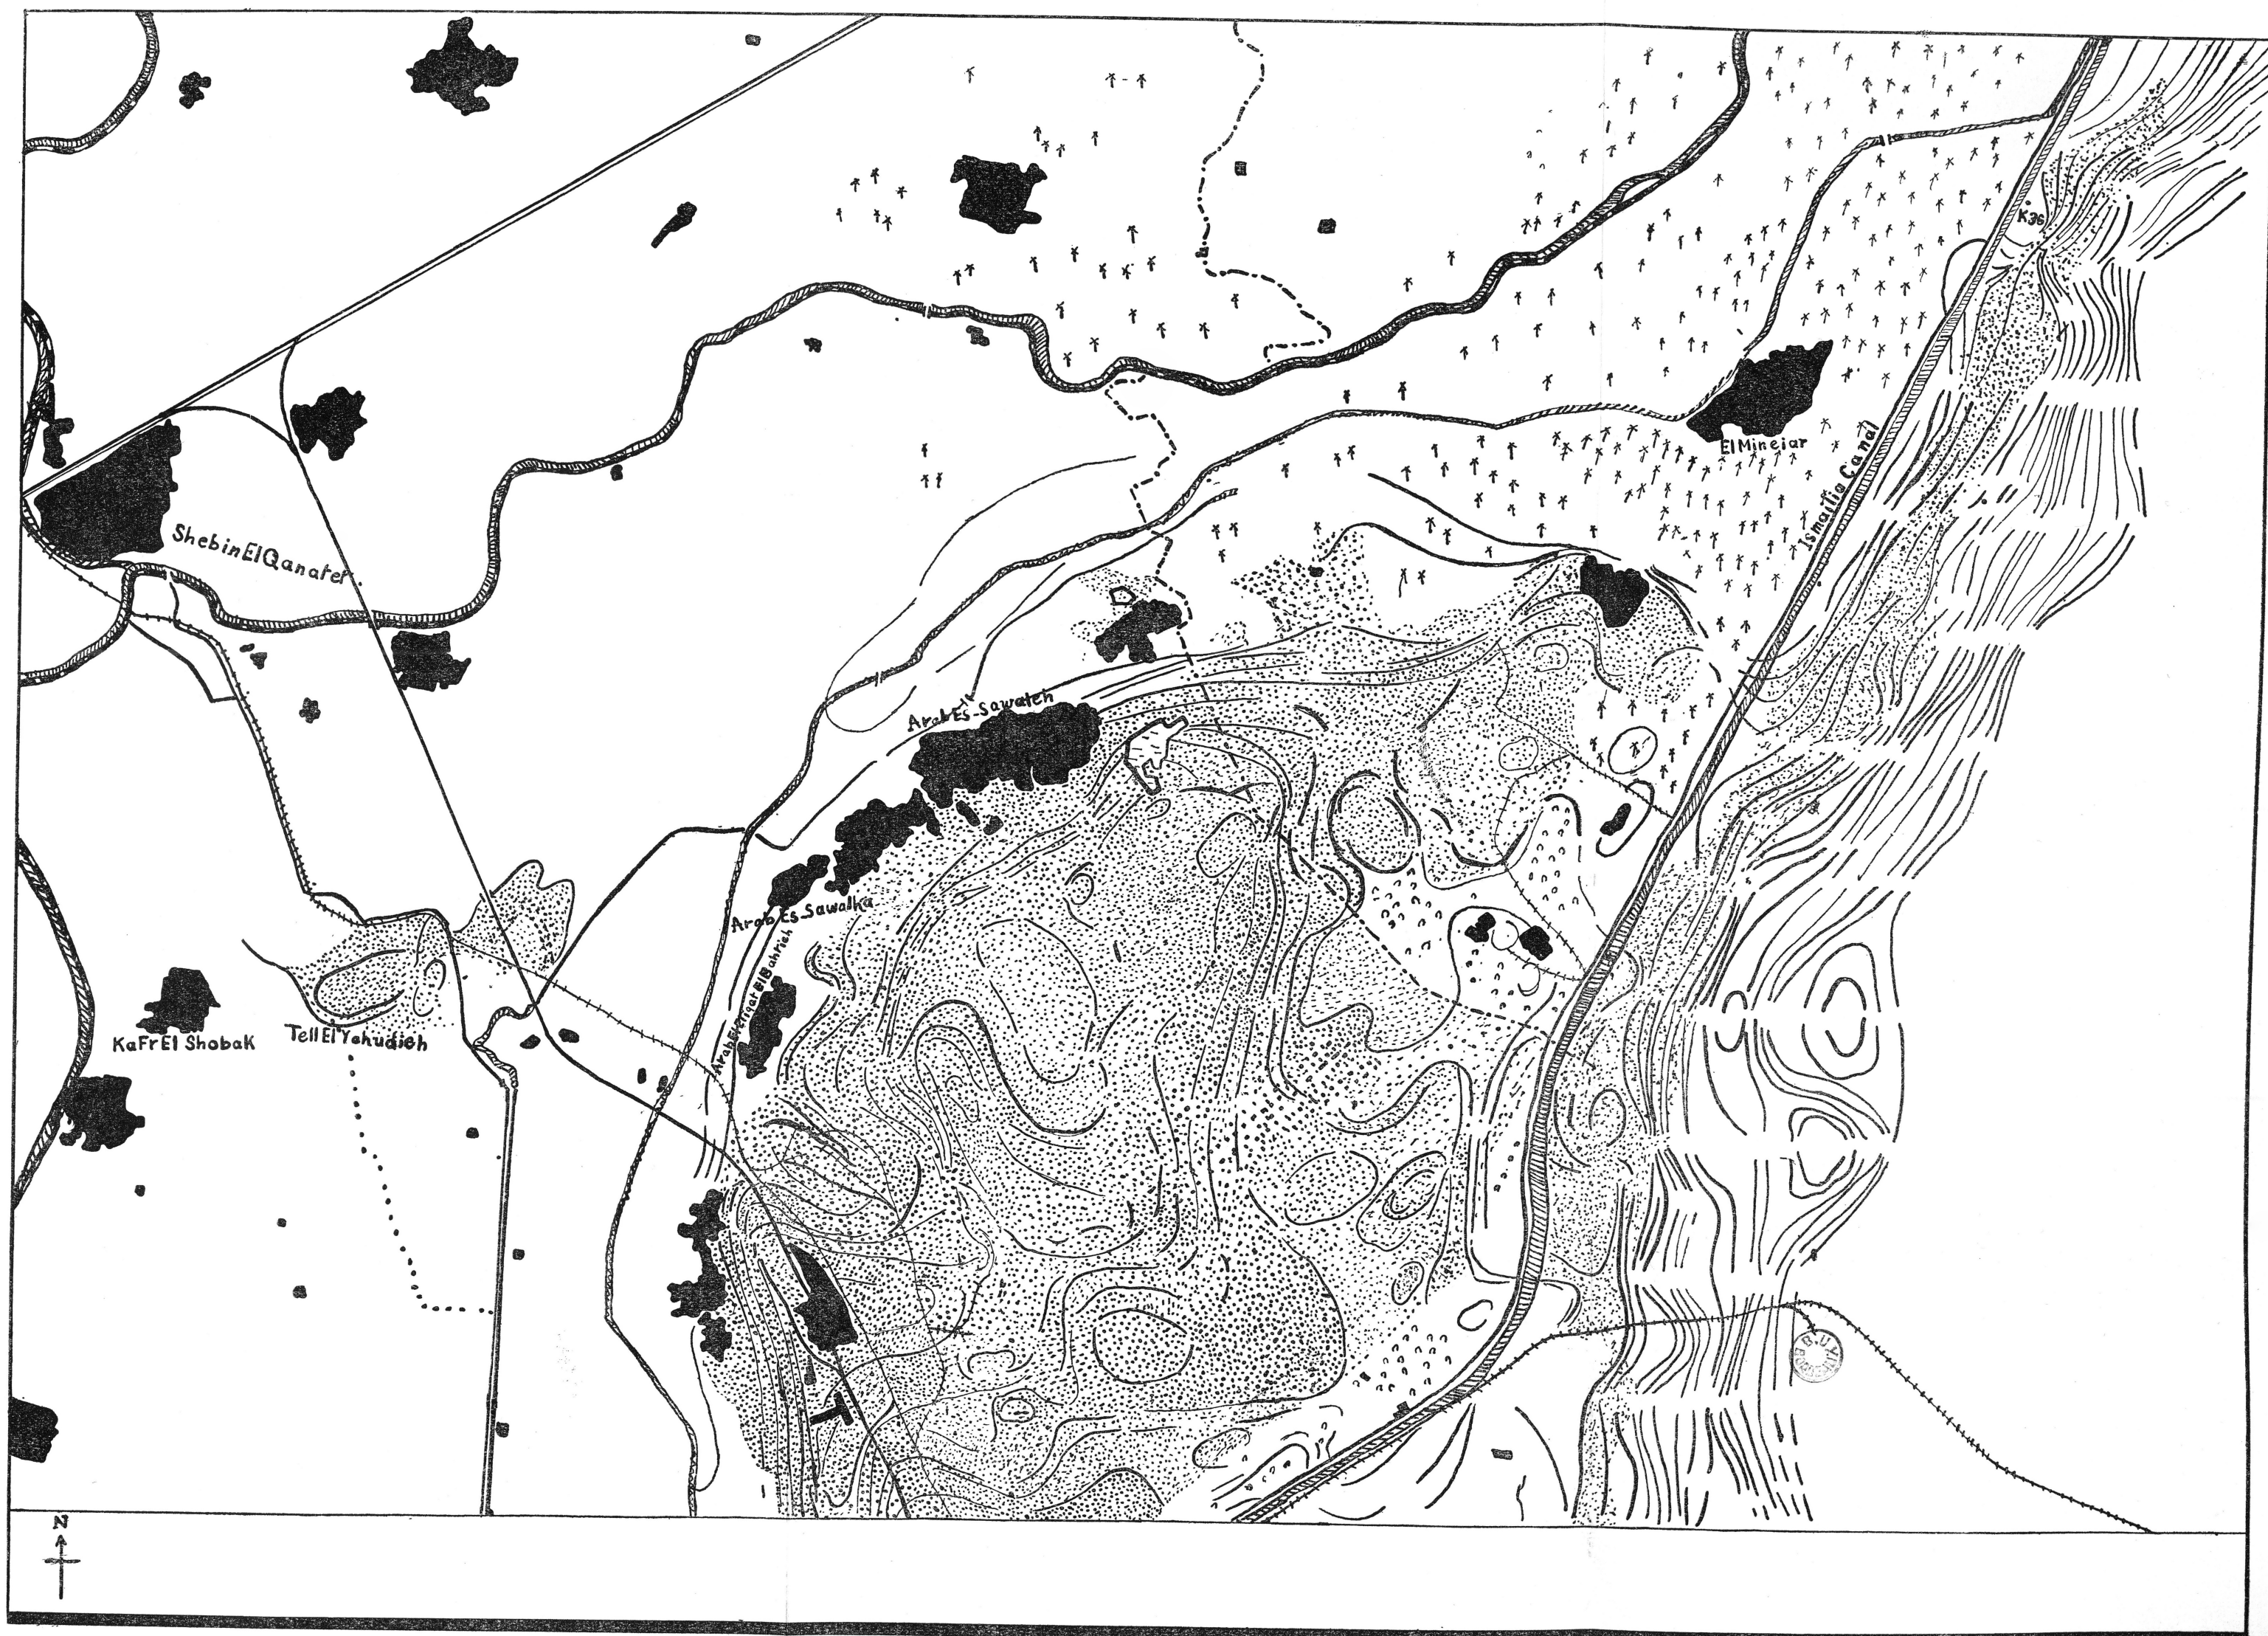 K36
El Mineiar
Ismailia Canal
Shebin El Qanater
Arab Es-Sawaleh
Arab Es-Sawalka
KaFr El Shobak
Tell El Yahudieh
N